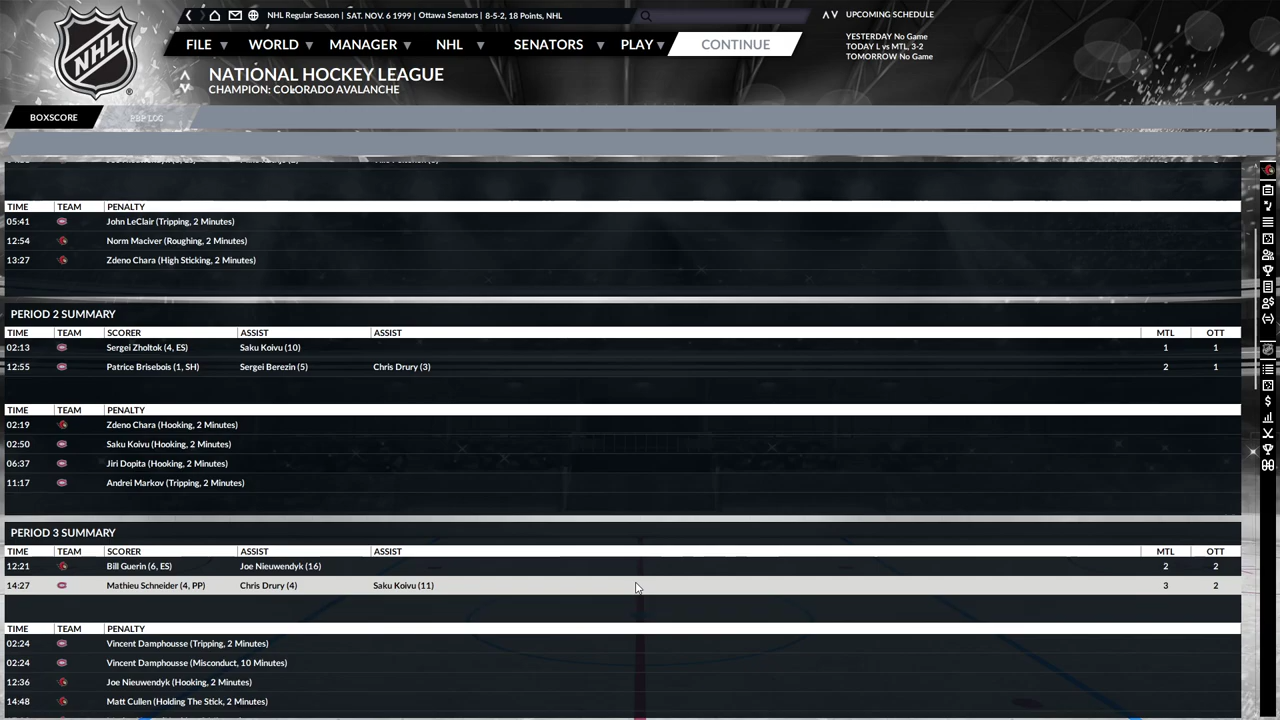 NHL Regular Season | SAT. NOV. 6 1999 | Ottawa Senators | 8-5-2, 18 Points, NHL
UPCOMING SCHEDULE
YESTERDAY No Game
TODAY L vs MTL, 3-2
TOMORROW No Game
FILE WORLD MANAGER NHL SENATORS PLAY CONTINUE
NHL
NATIONAL HOCKEY LEAGUE
CHAMPION: COLORADO AVALANCHE
BOXSCORE PBP LOG
TIME TEAM PENALTY
05:41 John LeClair (Tripping, 2 Minutes)
12:54 Norm Maciver (Roughing, 2 Minutes)
13:27 Zdeno Chara (High Sticking, 2 Minutes)
PERIOD 2 SUMMARY
TIME TEAM SCORER ASSIST ASSIST MTL OTT
02:13 Sergei Zholtok (4, ES) Saku Koivu (10) 1 1
12:55 Patrice Brisebois (1, SH) Sergei Berezin (5) Chris Drury (3) 2 1
TIME TEAM PENALTY
02:19 Zdeno Chara (Hooking, 2 Minutes)
02:50 Saku Koivu (Hooking, 2 Minutes)
06:37 Jiri Dopita (Hooking, 2 Minutes)
11:17 Andrei Markov (Tripping, 2 Minutes)
PERIOD 3 SUMMARY
TIME TEAM SCORER ASSIST ASSIST MTL OTT
12:21 Bill Guerin (6, ES) Joe Nieuwendyk (16) 2 2
14:27 Mathieu Schneider (4, PP) Chris Drury (4) Saku Koivu (11) 3 2
TIME TEAM PENALTY
02:24 Vincent Damphousse (Tripping, 2 Minutes)
02:24 Vincent Damphousse (Misconduct, 10 Minutes)
12:36 Joe Nieuwendyk (Hooking, 2 Minutes)
14:48 Matt Cullen (Holding The Stick, 2 Minutes)